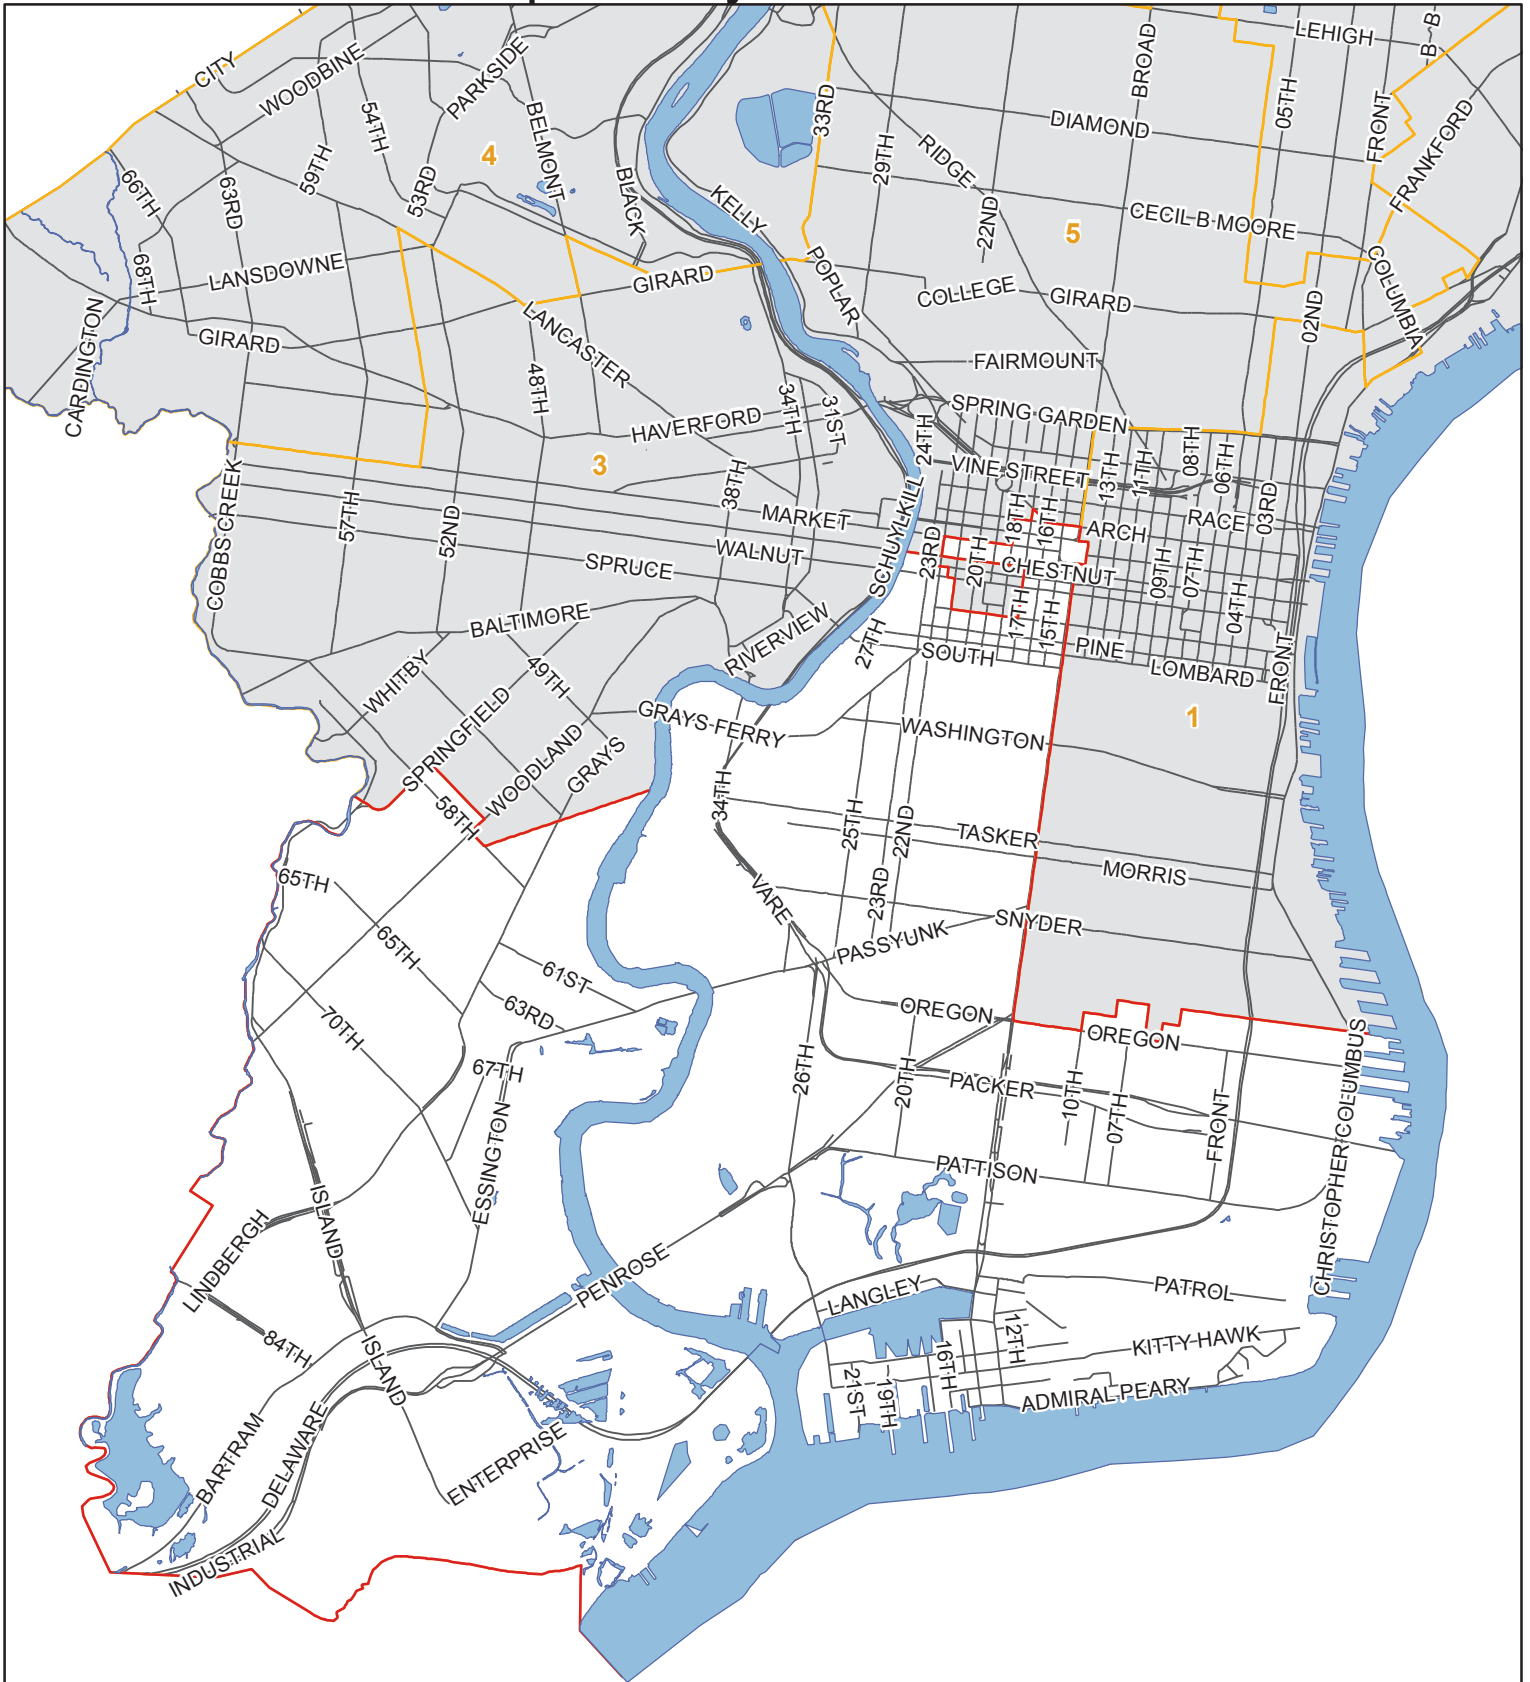 LEHIGH
B
B
CITY
WOODBINE
PARKSIDE
BROAD
54TH
BELMONT
33RD
05TH
FRONT
FRANKFORD
DIAMOND
4
59TH
53RD
29TH
RIDGE
66TH
63RD
BLACK
KELLY
22ND
CECIL B MOORE
5
68TH
LANSDOWNE
GIRARD
POPLAR
COLLEGE
GIRARD
02ND
COLUMBIA
CARDINGTON
GIRARD
LANCASTER
FAIRMOUNT
48TH
34TH
31ST
HAVERFORD
24TH
SPRING GARDEN
3
38TH
VINE STREET
13TH
11TH
08TH
06TH
03RD
COBBS CREEK
57TH
52ND
MARKET
SCHUYLKILL
18TH
16TH
ARCH
RACE
WALNUT
SPRUCE
23RD
20TH
CHESTNUT
09TH
07TH
04TH
BALTIMORE
RIVERVIEW
27TH
17TH
15TH
SOUTH
PINE
LOMBARD
FRONT
WHITBY
49TH
SPRINGFIELD
WOODLAND
GRAYS
GRAYS FERRY
WASHINGTON
1
58TH
34TH
25TH
22ND
TASKER
MORRIS
65TH
VARE
23RD
SNYDER
PASSYUNK
65TH
61ST
63RD
70TH
OREGON
OREGON
67TH
26TH
20TH
PACKER
10TH
07TH
FRONT
CHRISTOPHER COLUMBUS
ESSINGTON
PATTISON
ISLAND
LINDBERGH
PENROSE
LANGLEY
PATROL
84TH
ISLAND
12TH
16TH
KITTY HAWK
21ST
19TH
ADMIRAL PEARY
BARTRAM
DELAWARE
ENTERPRISE
INDUSTRIAL